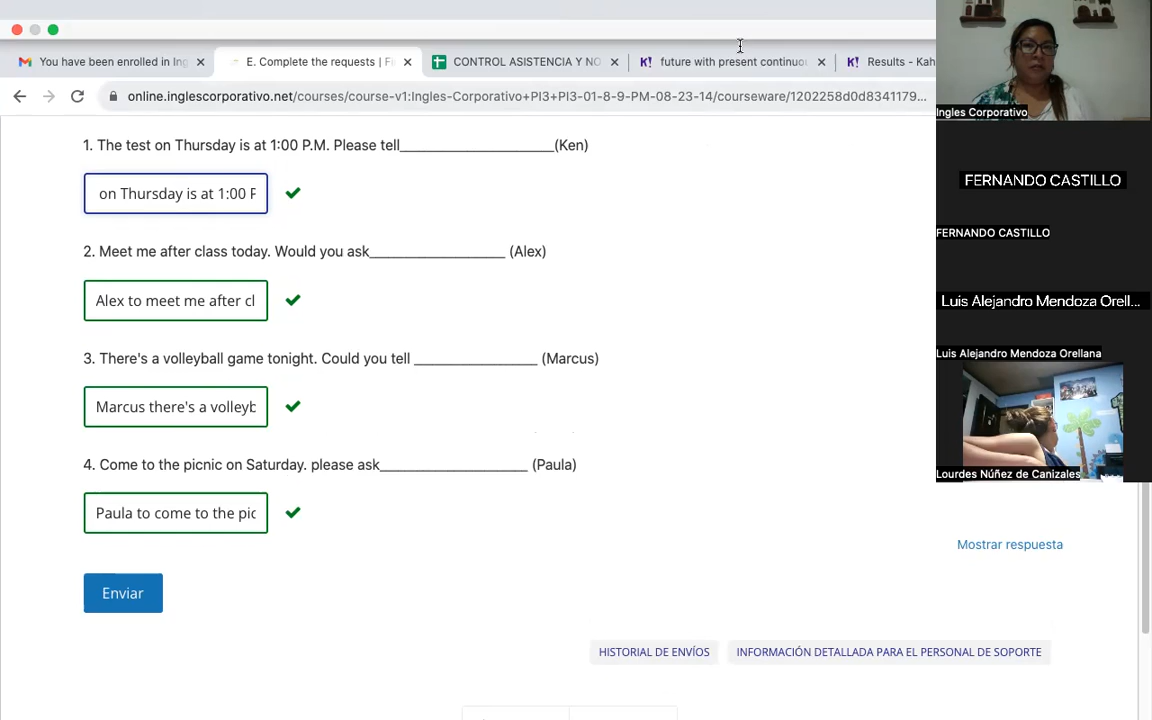 You have been enrolled in Ing
E. Complete the requests | Fe
CONTROL ASISTENCIA Y NO
future with present continuou
Results - Kah
online.inglescorporativo.net/courses/course-v1:Ingles-Corporativo+PI3+PI3-01-8-9-PM-08-23-14/courseware/1202258d0d8341179...
Ingles Corporativo
1. The test on Thursday is at 1:00 P.M. Please tell____________________(Ken)
on Thursday is at 1:00 P
FERNANDO CASTILLO
FERNANDO CASTILLO
2. Meet me after class today. Would you ask__________________ (Alex)
Alex to meet me after cl
Luis Alejandro Mendoza Orell...
Luis Alejandro Mendoza Orellana
3. There's a volleyball game tonight. Could you tell ________________ (Marcus)
Marcus there's a volleyb
4. Come to the picnic on Saturday. please ask___________________ (Paula)
Lourdes Núñez de Canizales
Paula to come to the pic
Mostrar respuesta
Enviar
HISTORIAL DE ENVÍOS
INFORMACIÓN DETALLADA PARA EL PERSONAL DE SOPORTE